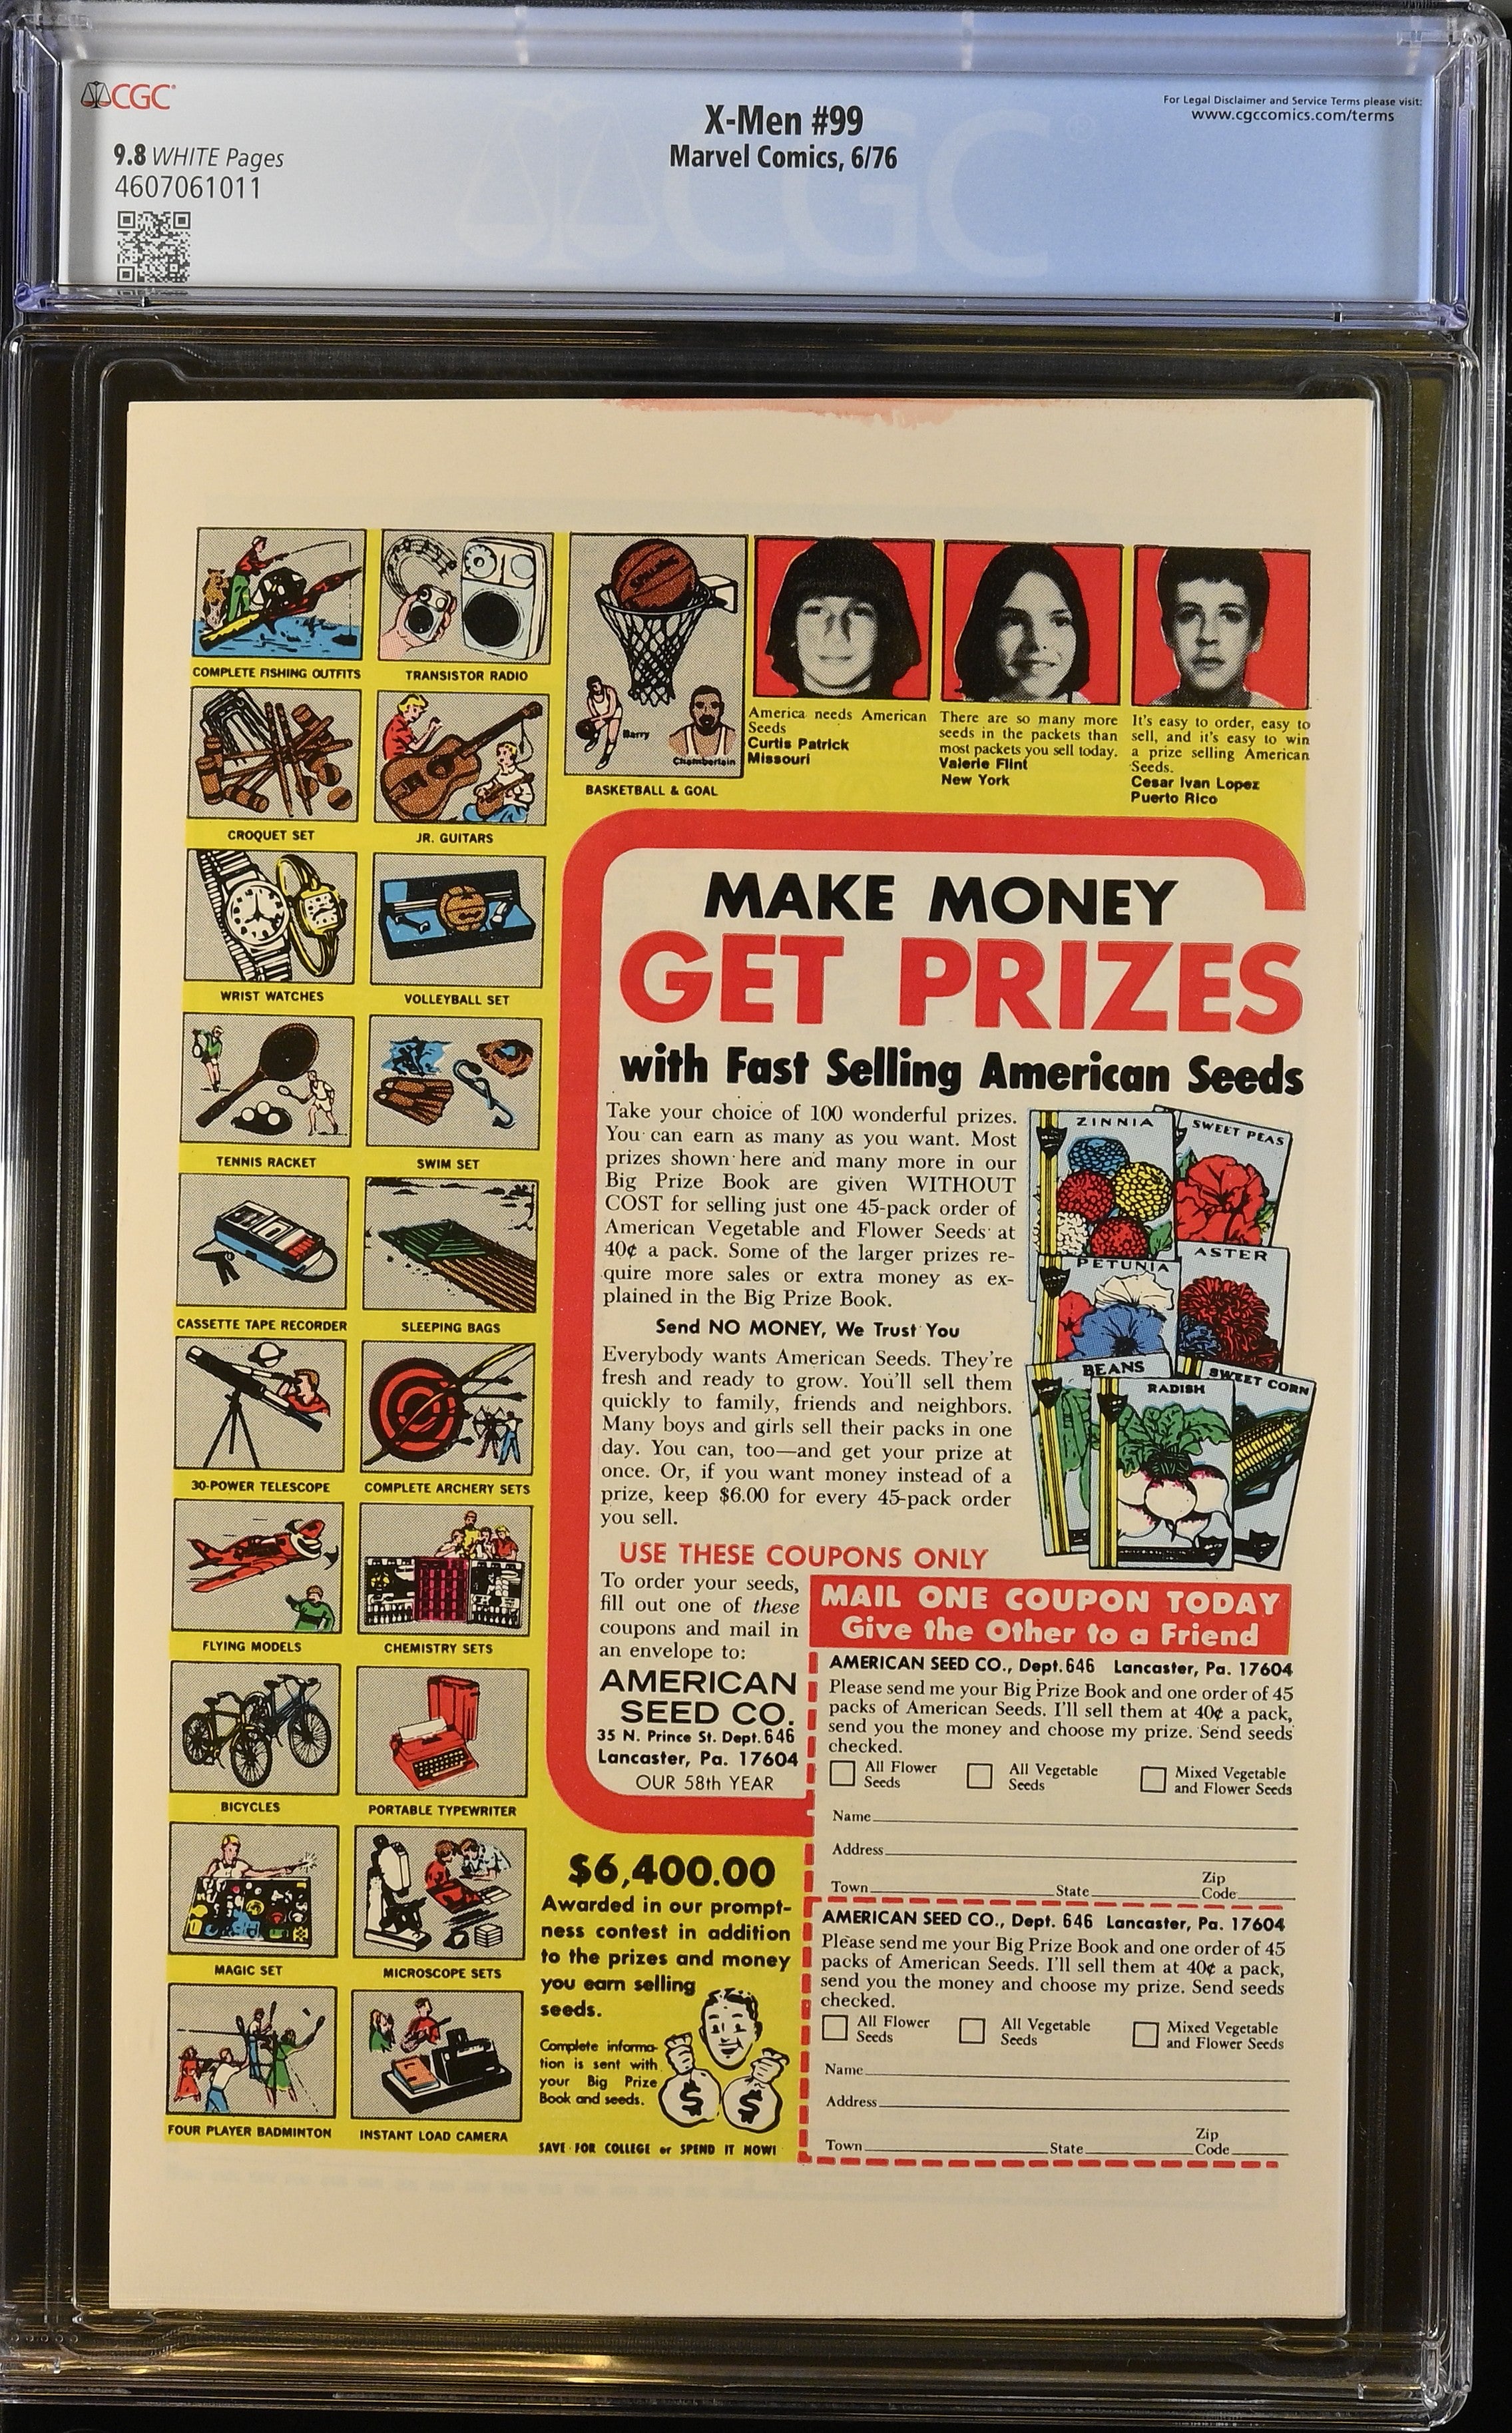 CGC
For Legal Disclaimer and Service Terms please visit:
www.cgccomics.com/terms
X-Men #99
Marvel Comics, 6/76
9.8 WHITE Pages
4607061011
COMPLETE FISHING OUTFITS
TRANSISTOR RADIO
Barry
Chamberlain
BASKETBALL & GOAL
America needs American
Seeds
Curtis Patrick
Missouri
There are so many more
seeds in the packets than
most packets you sell today.
Valerie Flint
New York
It's easy to order, easy to
sell, and it's easy to win
a prize selling American
Seeds.
Cesar Ivan Lopez
Puerto Rico
CROQUET SET
JR. GUITARS
WRIST WATCHES
VOLLEYBALL SET
TENNIS RACKET
SWIM SET
CASSETTE TAPE RECORDER
SLEEPING BAGS
30-POWER TELESCOPE
COMPLETE ARCHERY SETS
FLYING MODELS
CHEMISTRY SETS
BICYCLES
PORTABLE TYPEWRITER
MAGIC SET
MICROSCOPE SETS
FOUR PLAYER BADMINTON
INSTANT LOAD CAMERA
MAKE MONEY
GET PRIZES
with Fast Selling American Seeds
Take your choice of 100 wonderful prizes.
You can earn as many as you want. Most
prizes shown here and many more in our
Big Prize Book are given WITHOUT
COST for selling just one 45-pack order of
American Vegetable and Flower Seeds at
40¢ a pack. Some of the larger prizes re-
quire more sales or extra money as ex-
plained in the Big Prize Book.
Send NO MONEY, We Trust You
Everybody wants American Seeds. They're
fresh and ready to grow. You'll sell them
quickly to family, friends and neighbors.
Many boys and girls sell their packs in one
day. You can, too—and get your prize at
once. Or, if you want money instead of a
prize, keep $6.00 for every 45-pack order
you sell.
ZINNIA
SWEET PEAS
PETUNIA
ASTER
BEANS
RADISH
SWEET CORN
USE THESE COUPONS ONLY
To order your seeds,
fill out one of these
coupons and mail in
an envelope to:
AMERICAN
SEED CO.
35 N. Prince St. Dept. 646
Lancaster, Pa. 17604
OUR 58th YEAR
MAIL ONE COUPON TODAY
Give the Other to a Friend
AMERICAN SEED CO., Dept. 646 Lancaster, Pa. 17604
Please send me your Big Prize Book and one order of 45
packs of American Seeds. I'll sell them at 40¢ a pack,
send you the money and choose my prize. Send seeds
checked.
All Flower
Seeds
All Vegetable
Seeds
Mixed Vegetable
and Flower Seeds
Name
Address
Town State Zip
Code
AMERICAN SEED CO., Dept. 646 Lancaster, Pa. 17604
Please send me your Big Prize Book and one order of 45
packs of American Seeds. I'll sell them at 40¢ a pack,
send you the money and choose my prize. Send seeds
checked.
All Flower
Seeds
All Vegetable
Seeds
Mixed Vegetable
and Flower Seeds
Name
Address
Town State Zip
Code
$6,400.00
Awarded in our prompt-
ness contest in addition
to the prizes and money
you earn selling
seeds.
Complete informa-
tion is sent with
your Big Prize
Book and seeds.
$ $
SAVE FOR COLLEGE or SPEND IT NOW!